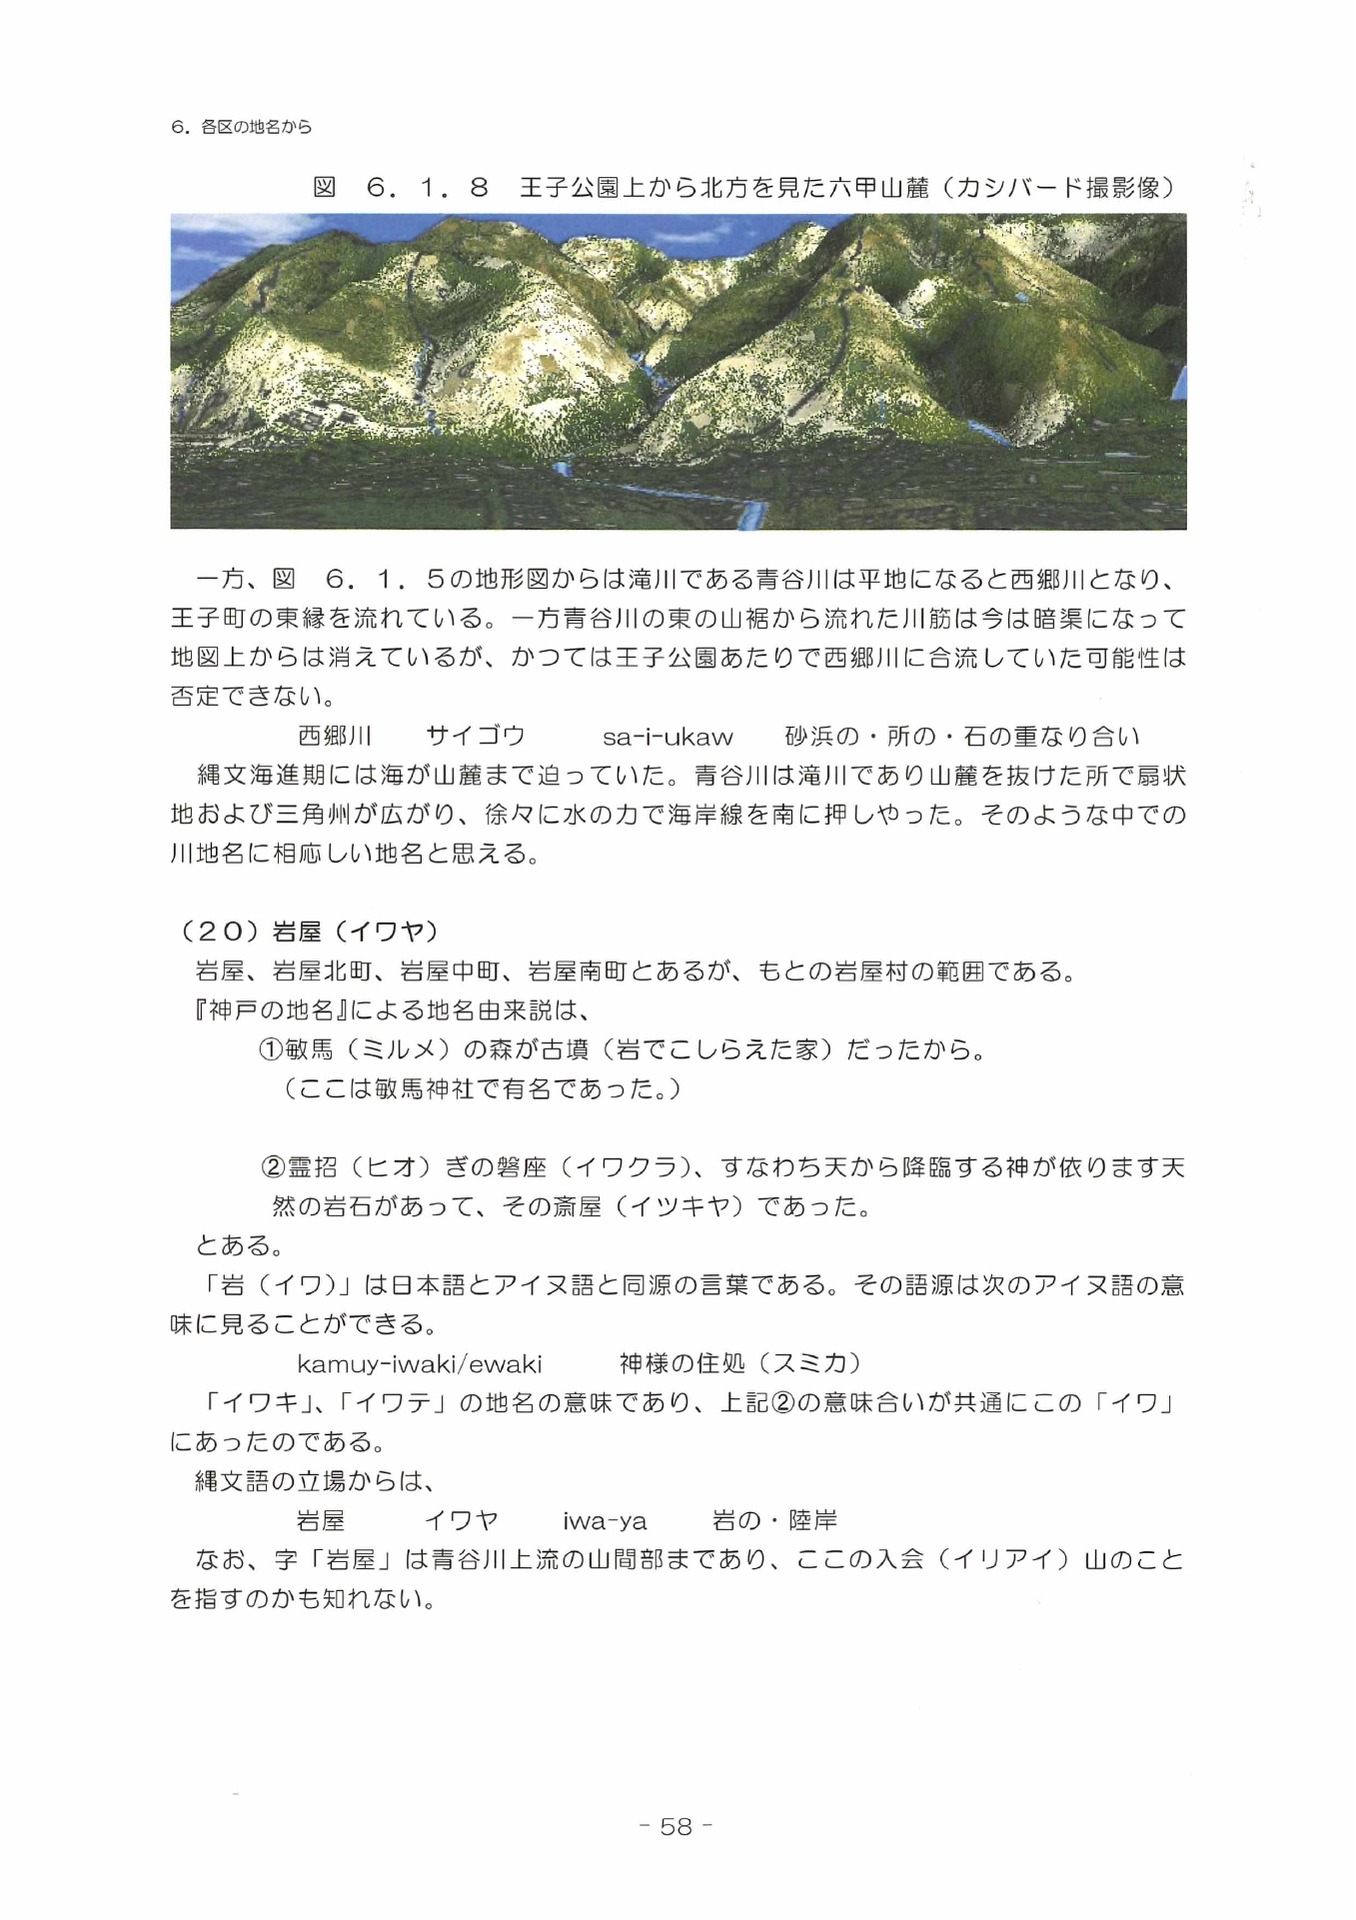 6．各区の地名から
図　6．1．8　王子公園上から北方を見た六甲山麓（カシバード撮影像）
一方、図　6．1．5の地形図からは滝川である青谷川は平地になると西郷川となり、
王子町の東縁を流れている。一方青谷川の東の山裾から流れた川筋は今は暗渠になって
地図上からは消えているが、かつては王子公園あたりで西郷川に合流していた可能性は
否定できない。
西郷川　　サイゴウ　　　sa-i-ukaw　　砂浜の・所の・石の重なり合い
縄文海進期には海が山麓まで迫っていた。青谷川は滝川であり山麓を抜けた所で扇状
地および三角州が広がり、徐々に水の力で海岸線を南に押しやった。そのような中での
川地名に相応しい地名と思える。
（20）岩屋（イワヤ）
岩屋、岩屋北町、岩屋中町、岩屋南町とあるが、もとの岩屋村の範囲である。
『神戸の地名』による地名由来説は、
①敏馬（ミルメ）の森が古墳（岩でこしらえた家）だったから。
（ここは敏馬神社で有名であった。）
②霊招（ヒオ）ぎの磐座（イワクラ）、すなわち天から降臨する神が依ります天
然の岩石があって、その斎屋（イツキヤ）であった。
とある。
「岩（イワ）」は日本語とアイヌ語と同源の言葉である。その語源は次のアイヌ語の意
味に見ることができる。
kamuy-iwaki/ewaki　　　神様の住処（スミカ）
「イワキ」、「イワテ」の地名の意味であり、上記②の意味合いが共通にこの「イワ」
にあったのである。
縄文語の立場からは、
岩屋　　　イワヤ　　iwa-ya　　岩の・陸岸
なお、字「岩屋」は青谷川上流の山間部まであり、ここの入会（イリアイ）山のこと
を指すのかも知れない。
- 58 -